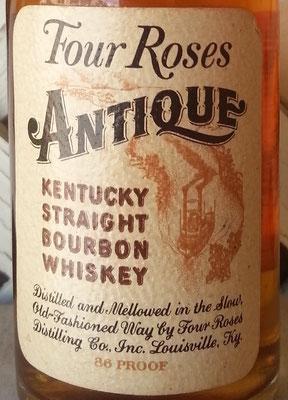 Four Roses
ANTIQUE
KENTUCKY
STRAIGHT
BOURBON
WHISKEY
Distilled and Mellowed in the Slow,
Old-Fashioned Way by Four Roses
Distilling Co., Inc. Louisville, Ky.
86 PROOF